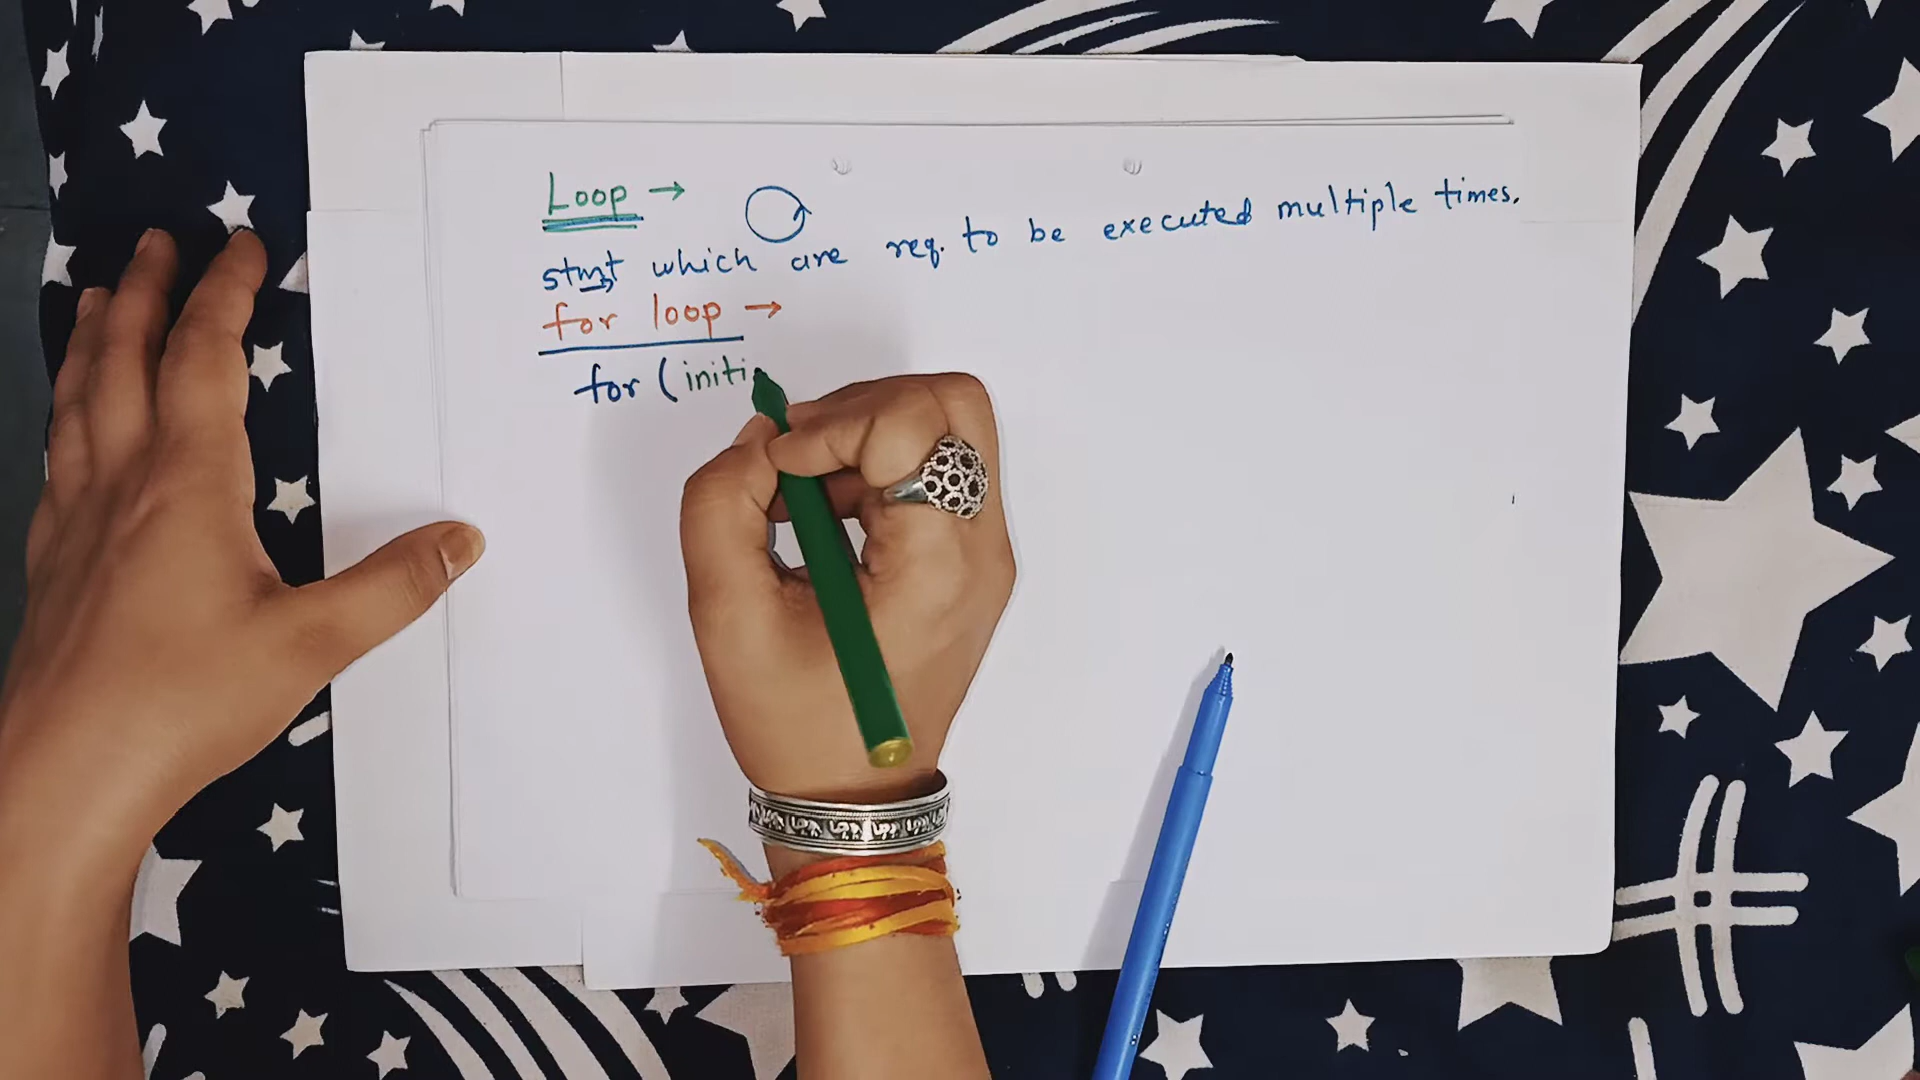 Loop →
stmt which are req. to be executed multiple times.
for loop →
for ( initi